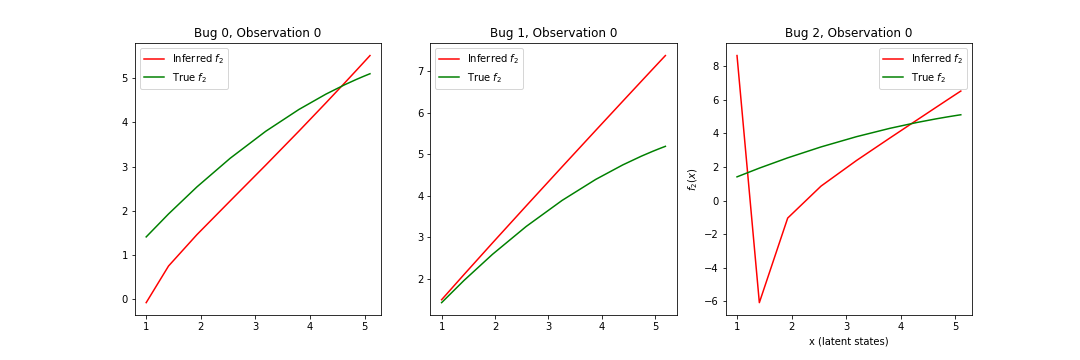 Bug 0, Observation 0
Inferred f₂
True f₂
5
4
3
2
1
0
1 2 3 4 5
Bug 1, Observation 0
Inferred f₂
True f₂
7
6
5
4
3
2
1 2 3 4 5
Bug 2, Observation 0
Inferred f₂
True f₂
f₂(x)
8
6
4
2
0
−2
−4
−6
1 2 3 4 5
x (latent states)